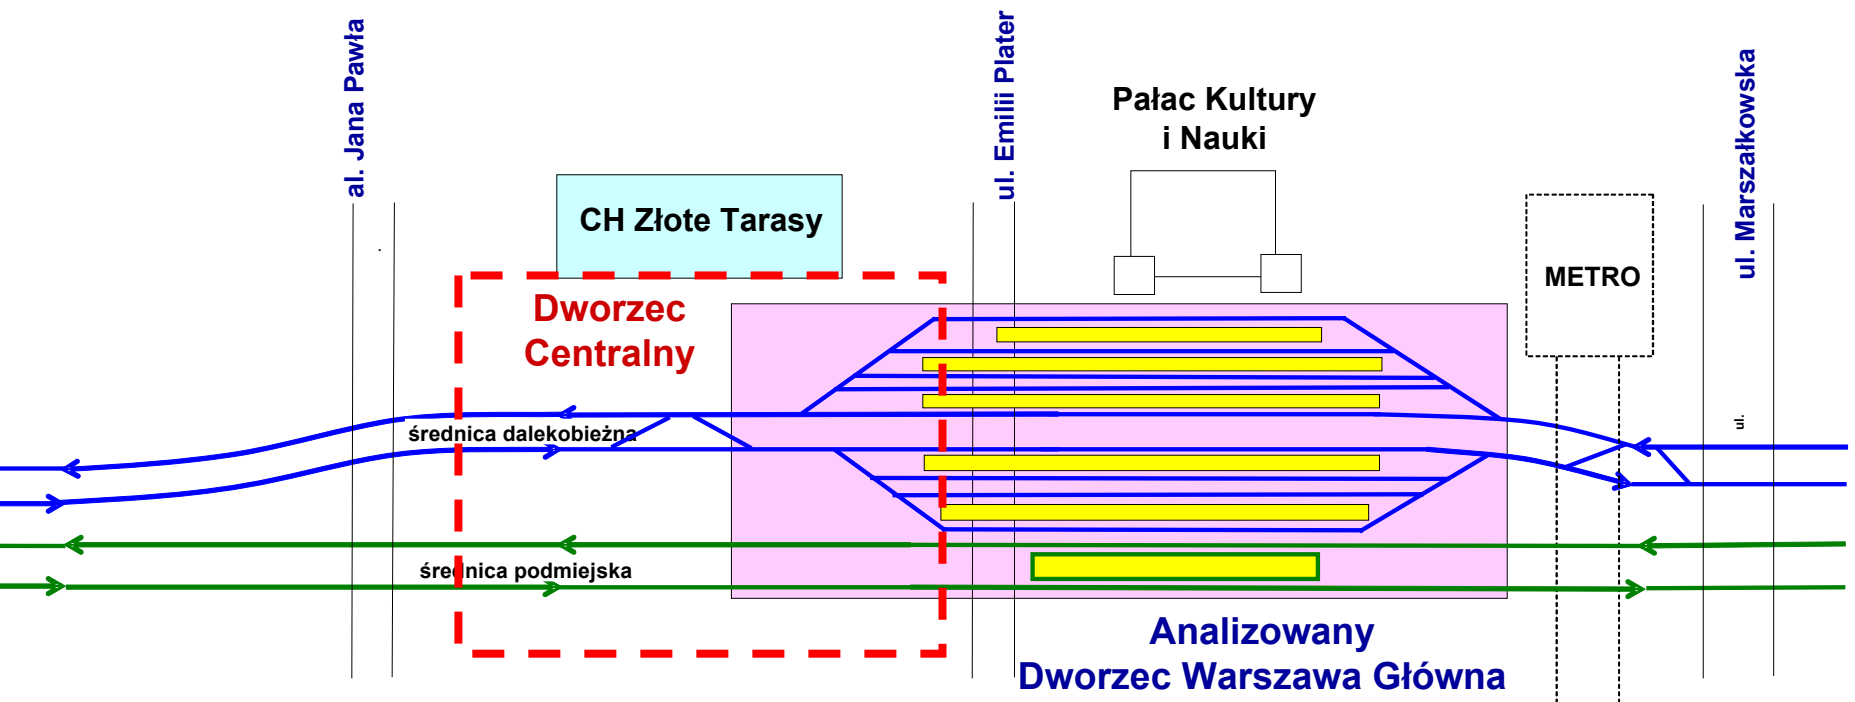 al. Jana Pawła
ul. Emilii Plater
Pałac Kultury
i Nauki
ul. Marszałkowska
CH Złote Tarasy
METRO
Dworzec
Centralny
średnica dalekobieżna
ul.
średnica podmiejska
Analizowany
Dworzec Warszawa Główna